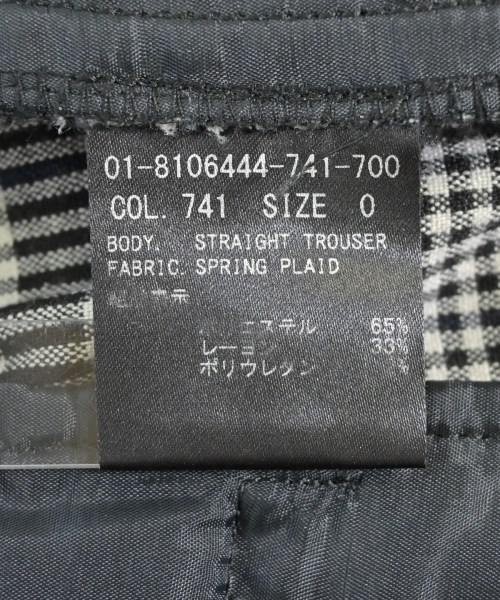 01-8106444-741-700
COL. 741 SIZE 0
BODY. STRAIGHT TROUSER
FABRIC. SPRING PLAID
ステル 65%
レーヨン 33%
ポリウレタン %